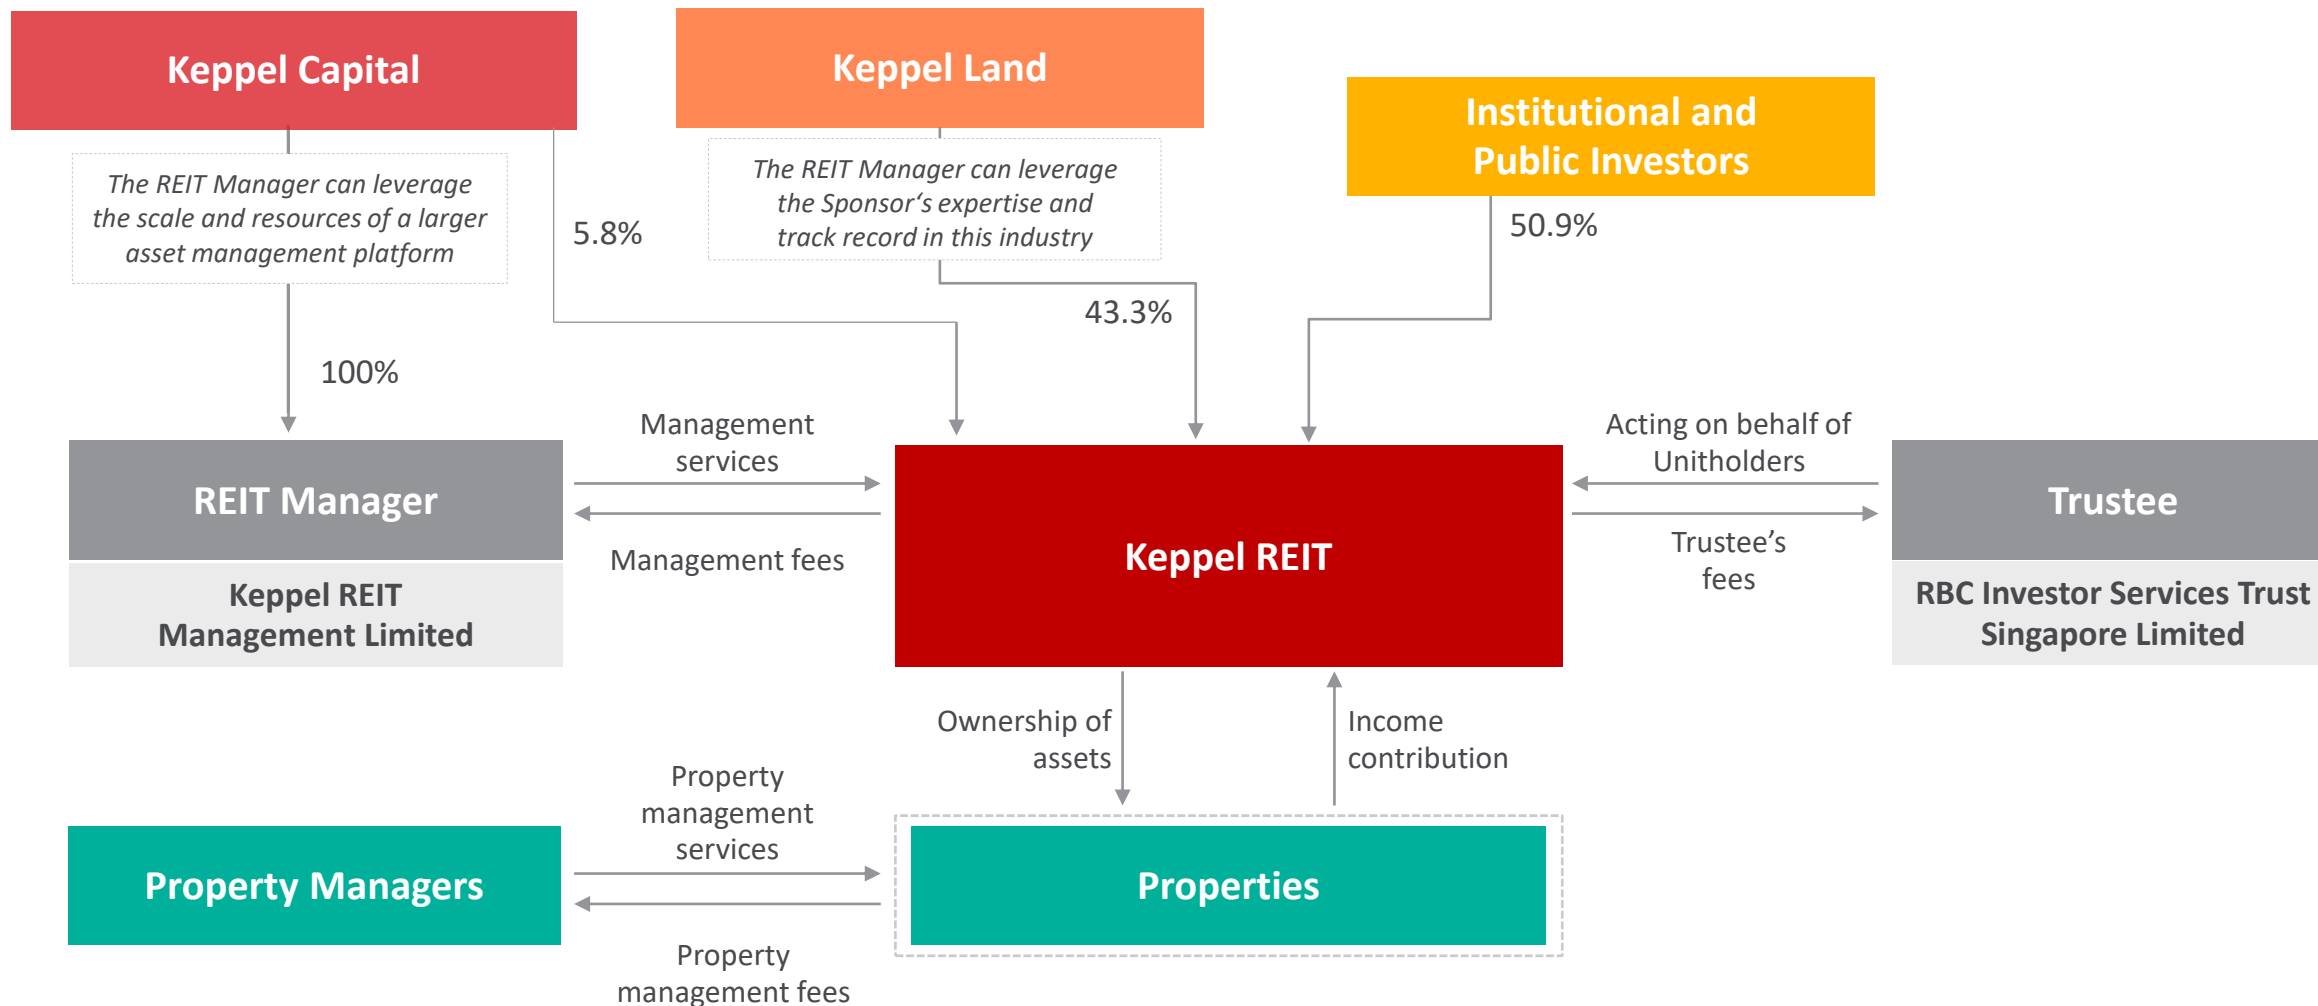 Keppel Capital
Keppel Land
Institutional and
Public Investors
The REIT Manager can leverage
the scale and resources of a larger
asset management platform
5.8%
The REIT Manager can leverage
the Sponsor‘s expertise and
track record in this industry
50.9%
43.3%
100%
REIT Manager
Keppel REIT
Management Limited
Management
services
Management fees
Keppel REIT
Acting on behalf of
Unitholders
Trustee’s
fees
Trustee
RBC Investor Services Trust
Singapore Limited
Ownership of
assets
Income
contribution
Property Managers
Property
management
services
Property
management fees
Properties